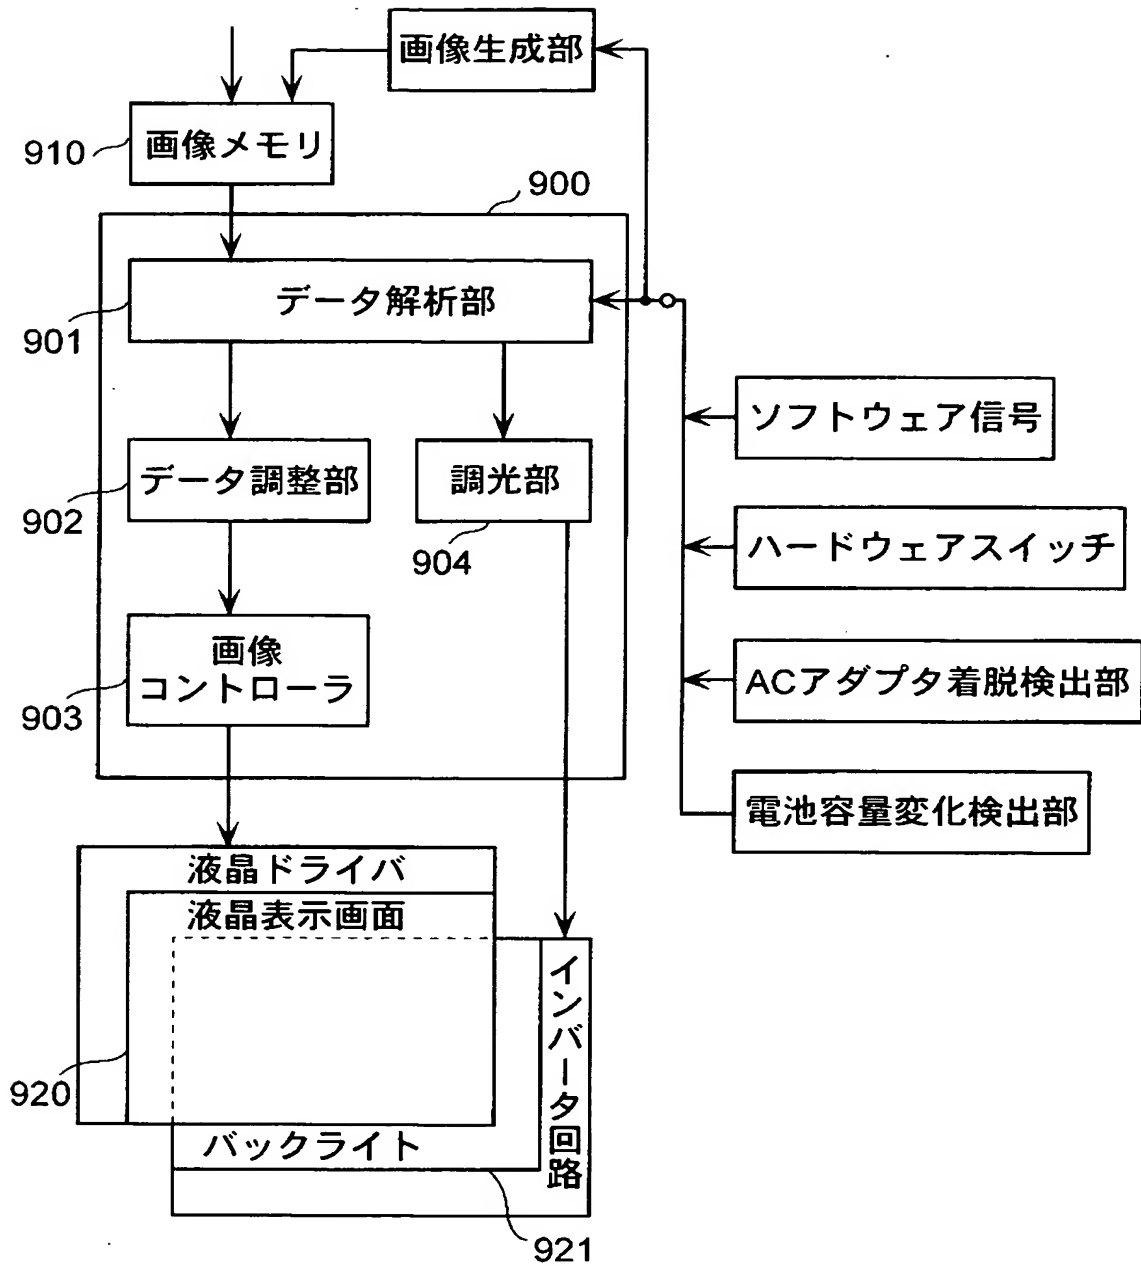 画像生成部
910
画像メモリ
900
データ解析部
901
ソフトウェア信号
データ調整部
調光部
902
904
ハードウェアスイッチ
画像
コントローラ
903
ACアダプタ着脱検出部
電池容量変化検出部
液晶ドライバ
液晶表示画面
インバータ回路
920
バックライト
921